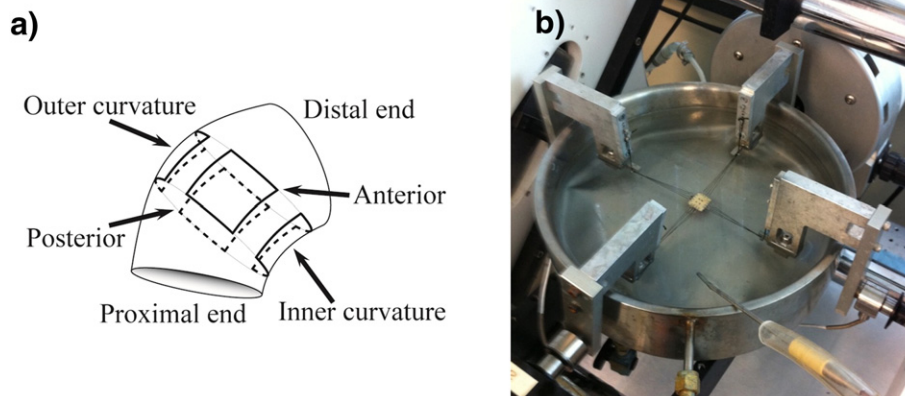 a)
Outer curvature
Distal end
Anterior
Posterior
Proximal end
Inner curvature
b)